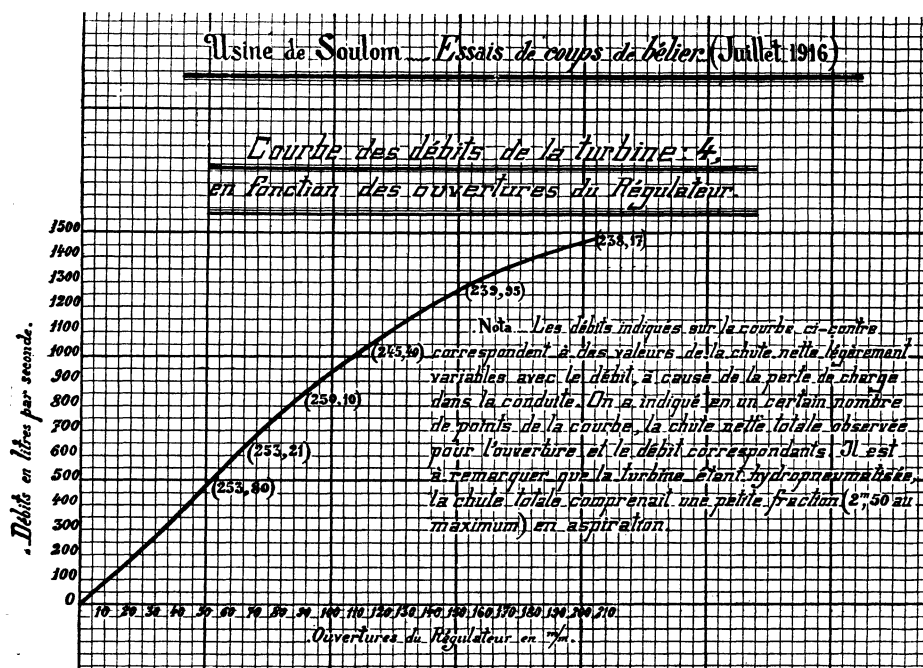 Usine de Soulom _ Essais de coups de bélier (Juillet 1916)
Courbe des débits de la turbine: 4,
en fonction des ouvertures du Régulateur.
Débits en litres par seconde.
1500
1400
1300
1200
1100
1000
900
800
700
600
500
400
300
200
100
0
(238,17)
(239,95)
(245,40)
(250,10)
(253,21)
(253,80)
Nota _ Les débits indiqués sur la courbe ci-contre
correspondent à des valeurs de la chute nette légèrement
variables avec le débit, à cause de la perte de charge
dans la conduite. On a indiqué en un certain nombre
de points de la courbe, la chute nette totale observée
pour l'ouverture et le débit correspondants. Il est
à remarquer que la turbine étant hydropneumatisée,
la chute totale comprenait une petite fraction (2m,50 au
maximum) en aspiration.
10 20 30 40 50 60 70 80 90 100 110 120 130 140 150 160 170 180 190 200 210
Ouvertures du Régulateur en m/m.